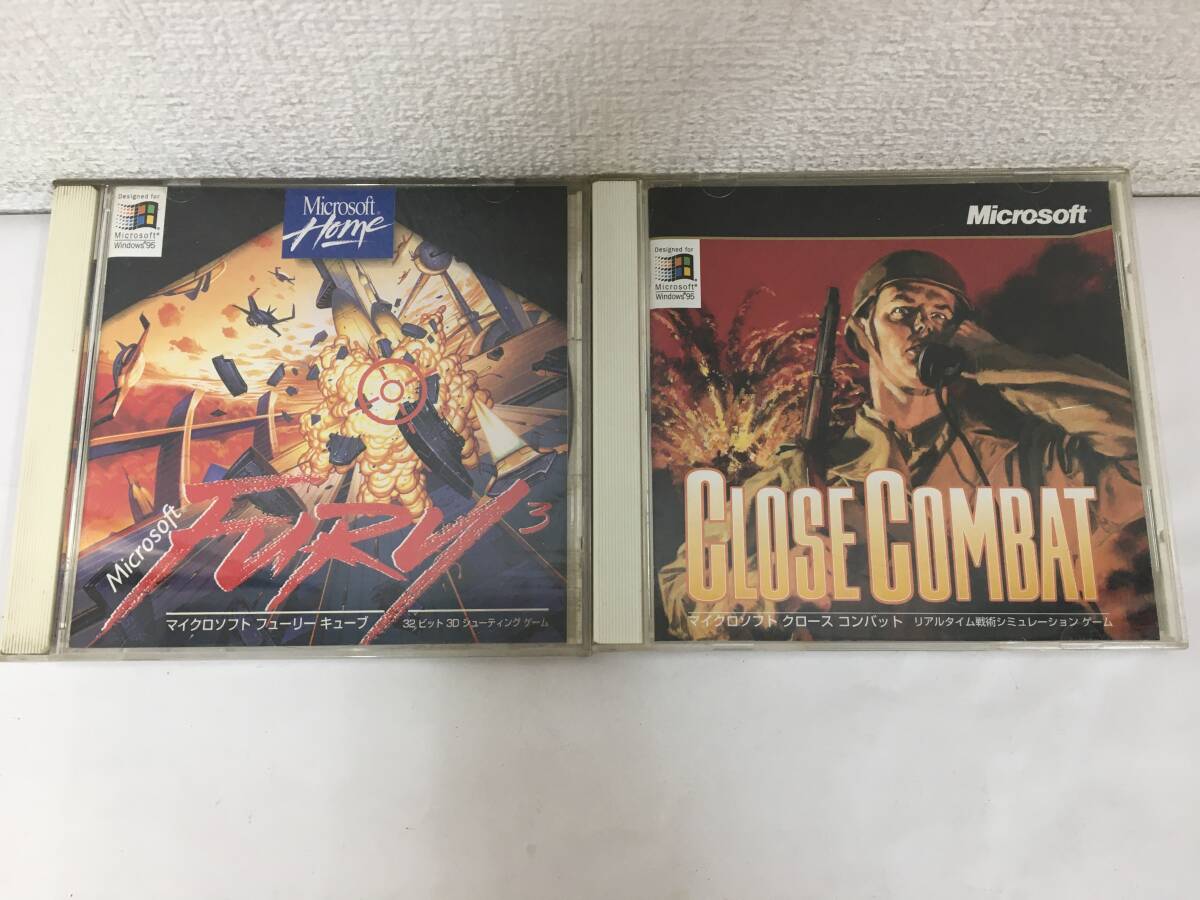 Designed for
Microsoft®
Windows®95
Microsoft®
Home
Microsoft
FURY3
マイクロソフト フューリー キューブ
32 ビット 3D シューティング ゲーム
Microsoft®
Designed for
Microsoft®
Windows®95
CLOSE COMBAT
マイクロソフト クロース コンバット リアルタイム戦術シミュレーション ゲーム